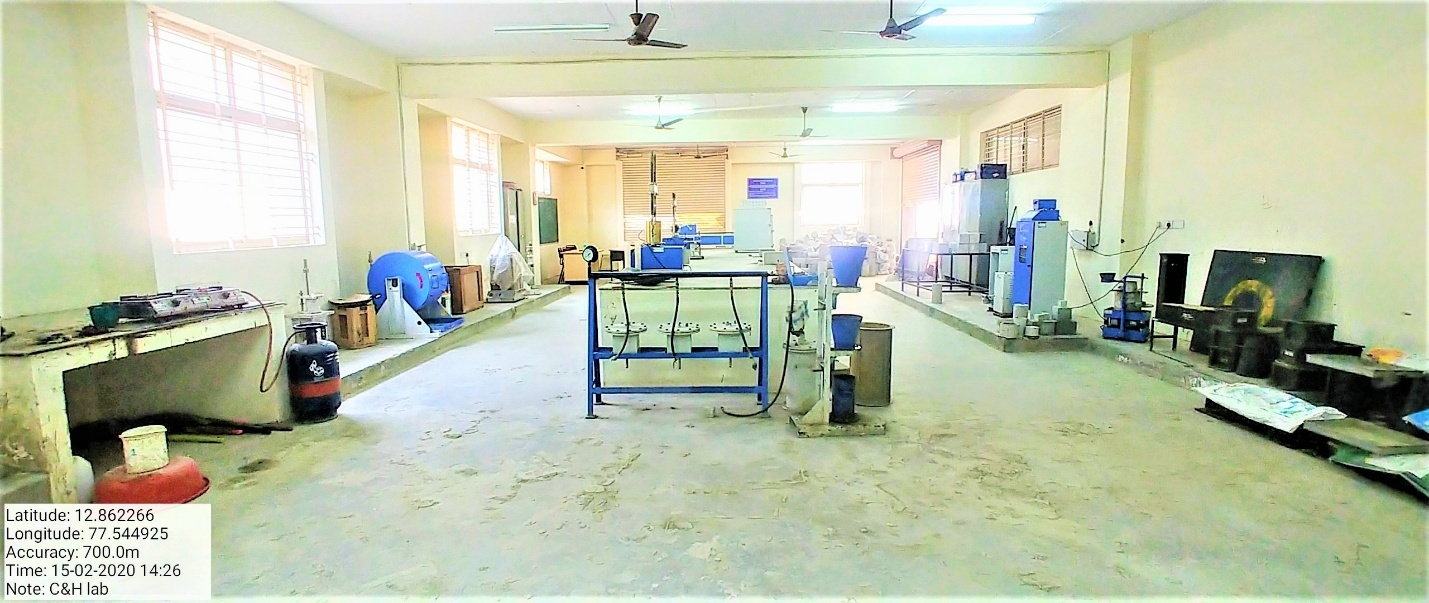 Latitude: 12.862266
Longitude: 77.544925
Accuracy: 700.0m
Time: 15-02-2020 14:26
Note: C&H lab